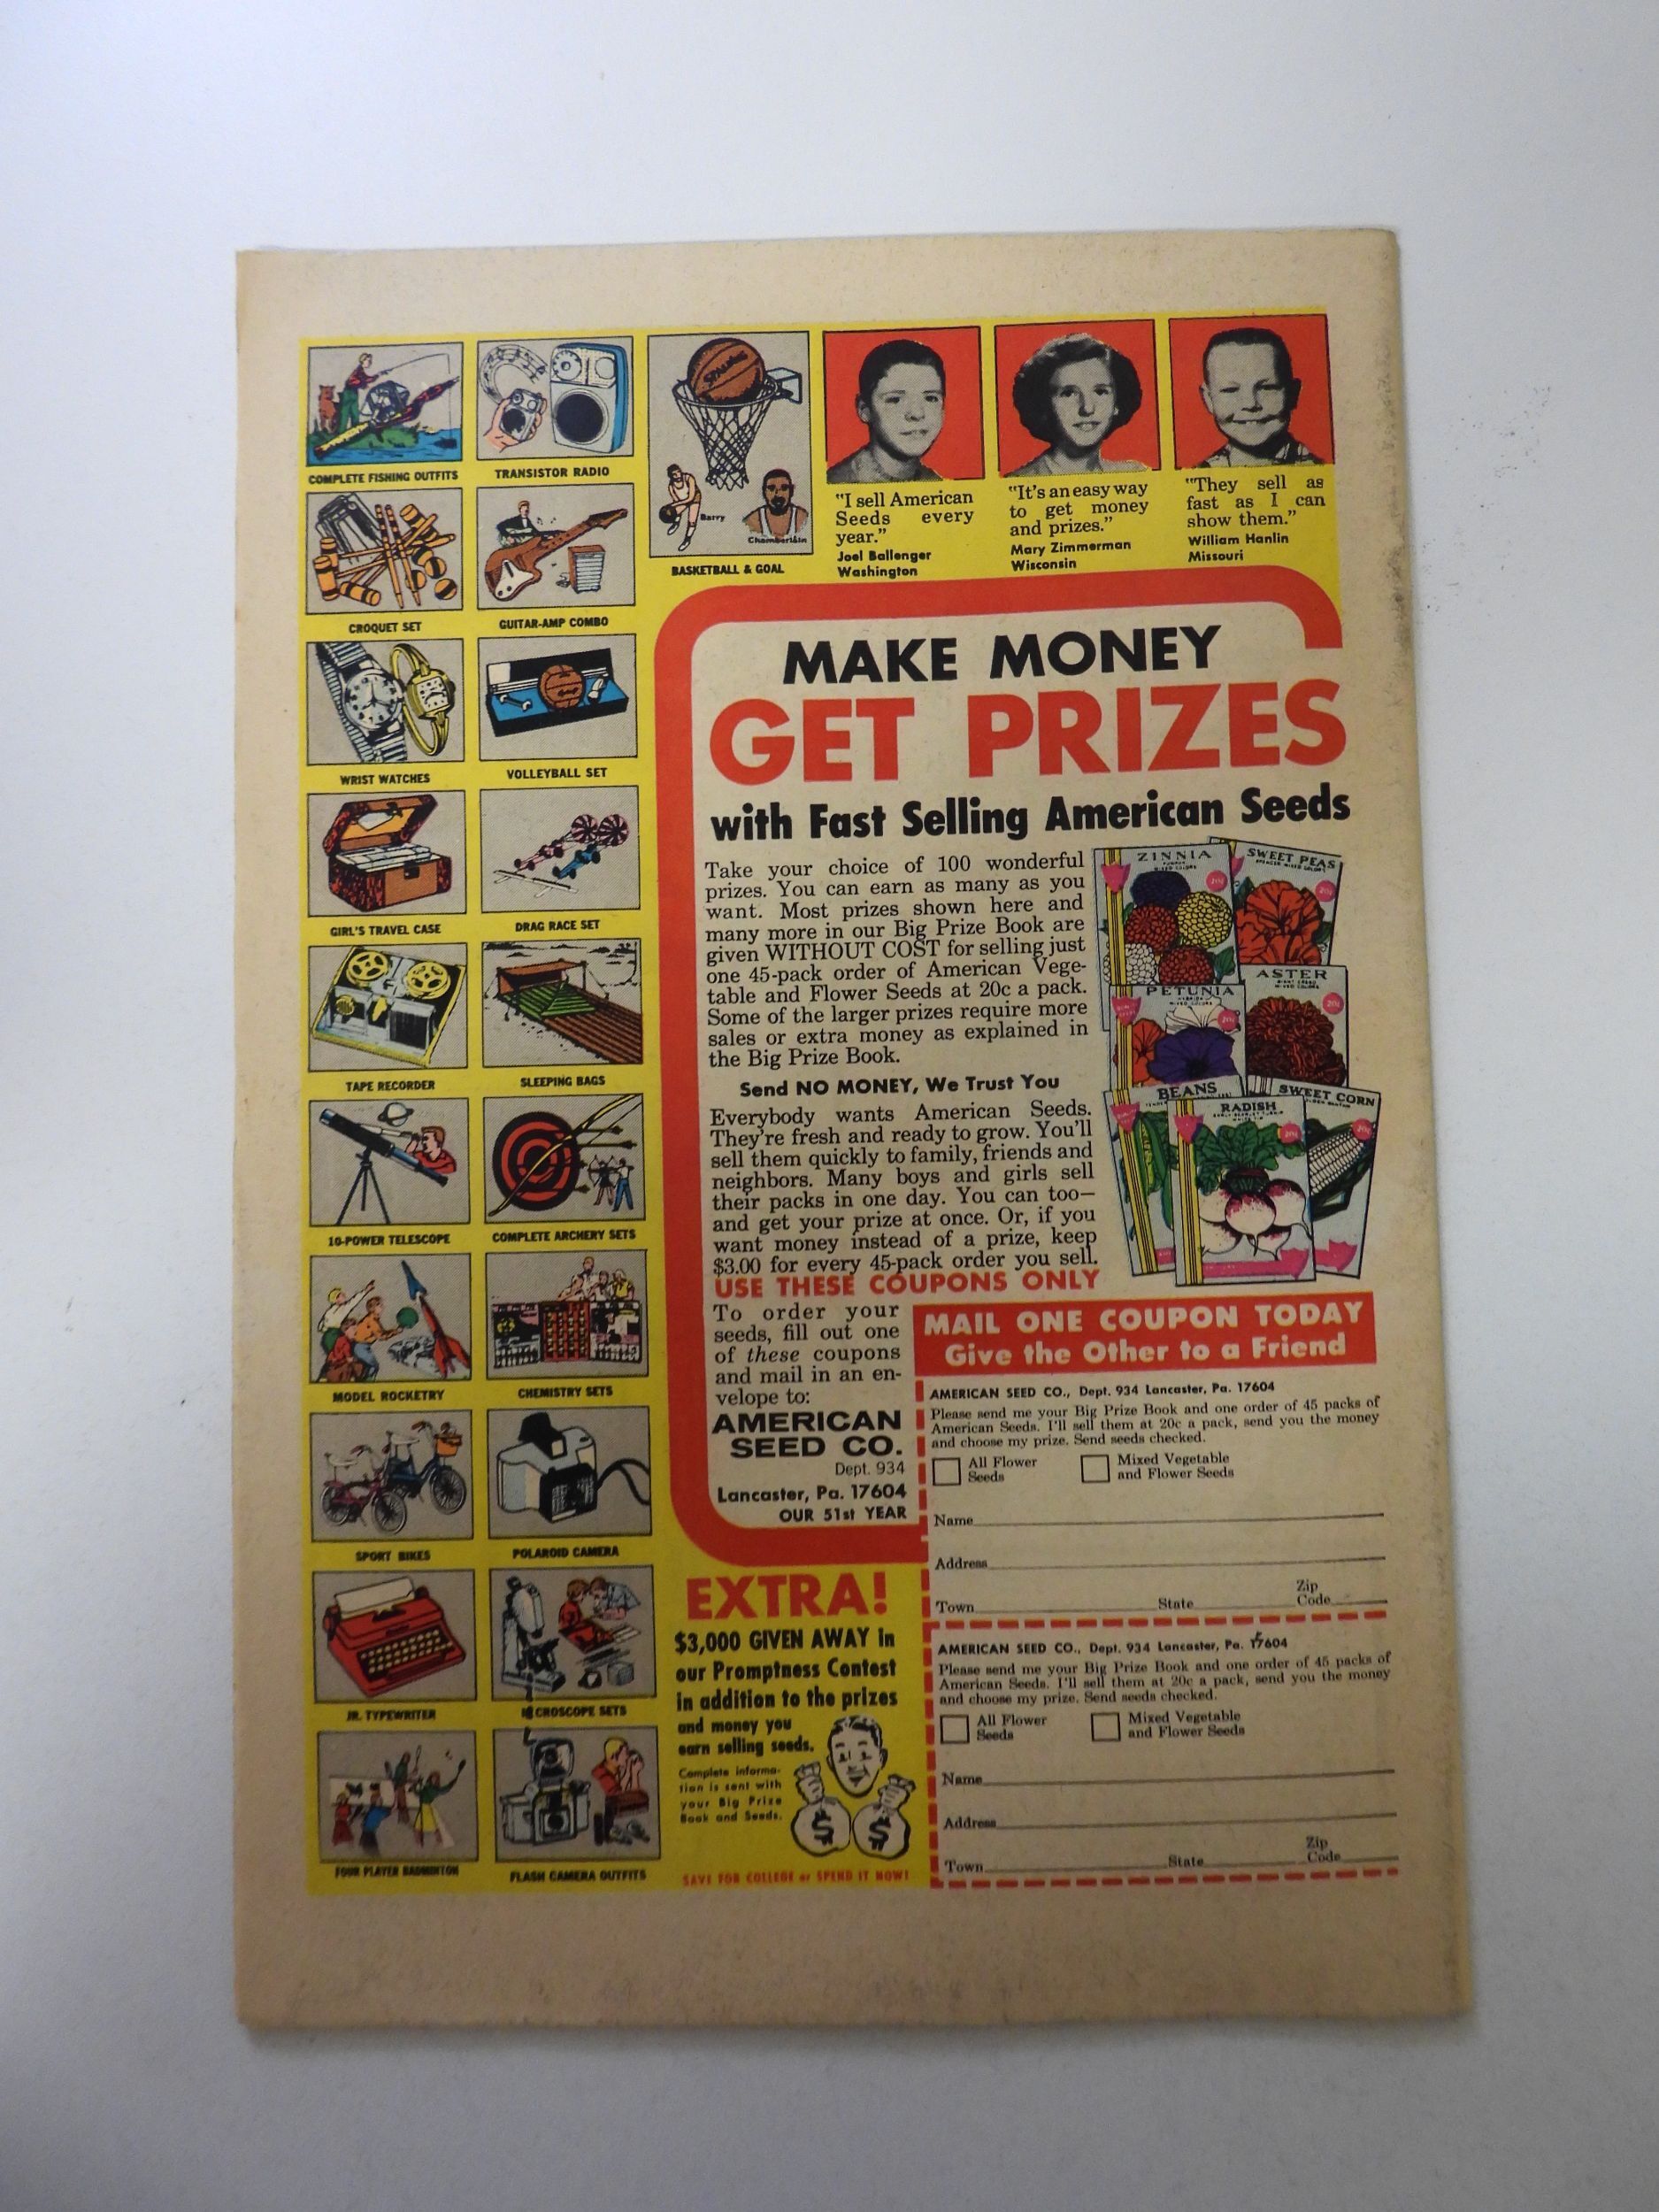 COMPLETE FISHING OUTFITS
TRANSISTOR RADIO
Spalding
Barry
Chamberlain
BASKETBALL & GOAL
"I sell American
Seeds every
year."
Joel Ballenger
Washington
"It's an easy way
to get money
and prizes."
Mary Zimmerman
Wisconsin
"They sell as
fast as I can
show them."
William Hanlin
Missouri
CROQUET SET
GUITAR-AMP COMBO
WRIST WATCHES
VOLLEYBALL SET
GIRL'S TRAVEL CASE
DRAG RACE SET
TAPE RECORDER
SLEEPING BAGS
10-POWER TELESCOPE
COMPLETE ARCHERY SETS
MODEL ROCKETRY
CHEMISTRY SETS
SPORT BIKES
POLAROID CAMERA
JR. TYPEWRITER
MICROSCOPE SETS
FOUR PLAYER BADMINTON
FLASH CAMERA OUTFITS
MAKE MONEY
GET PRIZES
with Fast Selling American Seeds
Take your choice of 100 wonderful
prizes. You can earn as many as you
want. Most prizes shown here and
many more in our Big Prize Book are
given WITHOUT COST for selling just
one 45-pack order of American Vege-
table and Flower Seeds at 20c a pack.
Some of the larger prizes require more
sales or extra money as explained in
the Big Prize Book.
Send NO MONEY, We Trust You
Everybody wants American Seeds.
They're fresh and ready to grow. You'll
sell them quickly to family, friends and
neighbors. Many boys and girls sell
their packs in one day. You can too—
and get your prize at once. Or, if you
want money instead of a prize, keep
$3.00 for every 45-pack order you sell.
ZINNIA
MIXED COLORS
20¢
SWEET PEAS
20¢
ASTER
20¢
PETUNIA
MIXED COLORS
20¢
BEANS
RADISH
20¢
SWEET CORN
20¢
USE THESE COUPONS ONLY
To order your
seeds, fill out one
of these coupons
and mail in an en-
velope to:
AMERICAN
SEED CO.
Dept. 934
Lancaster, Pa. 17604
OUR 51st YEAR
MAIL ONE COUPON TODAY
Give the Other to a Friend
AMERICAN SEED CO., Dept. 934 Lancaster, Pa. 17604
Please send me your Big Prize Book and one order of 45 packs of
American Seeds. I'll sell them at 20c a pack, send you the money
and choose my prize. Send seeds checked.
All Flower
Seeds
Mixed Vegetable
and Flower Seeds
Name
Address
Town State Zip
Code
AMERICAN SEED CO., Dept. 934 Lancaster, Pa. 17604
Please send me your Big Prize Book and one order of 45 packs of
American Seeds. I'll sell them at 20c a pack, send you the money
and choose my prize. Send seeds checked.
All Flower
Seeds
Mixed Vegetable
and Flower Seeds
Name
Address
Town State Zip
Code
EXTRA!
$3,000 GIVEN AWAY in
our Promptness Contest
in addition to the prizes
and money you
earn selling seeds.
Complete informa-
tion is sent with
your Big Prize
Book and Seeds.
$ $
SAVE FOR COLLEGE or SPEND IT NOW!